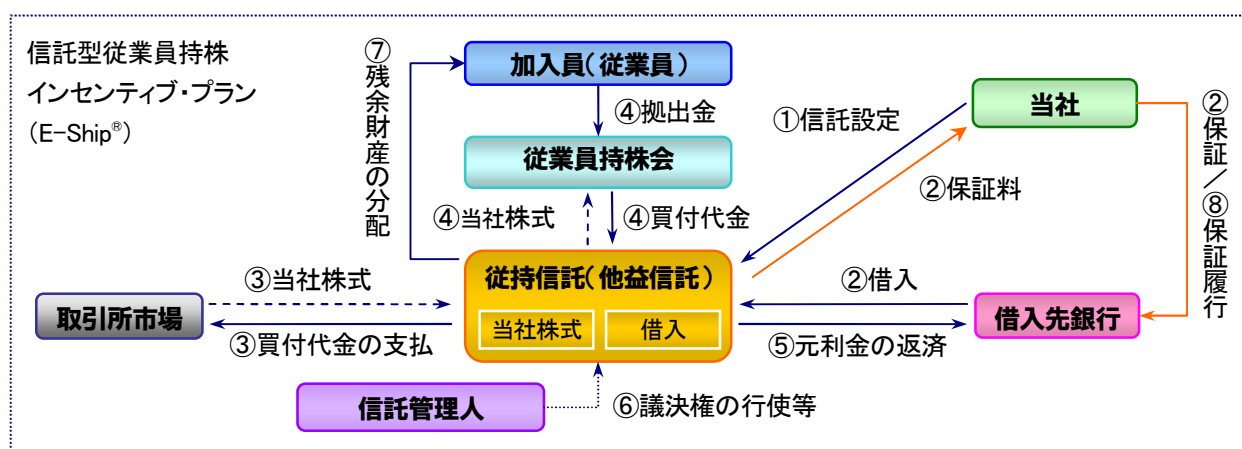 信託型従業員持株
インセンティブ・プラン
（E-Ship®）
⑦残余財産の分配
加入員（従業員）
④拠出金
従業員持株会
④当社株式
④買付代金
①信託設定
②保証料
当社
②保証／⑧保証履行
従持信託（他益信託）
当社株式
借入
③当社株式
取引所市場
③買付代金の支払
②借入
借入先銀行
⑤元利金の返済
信託管理人
⑥議決権の行使等